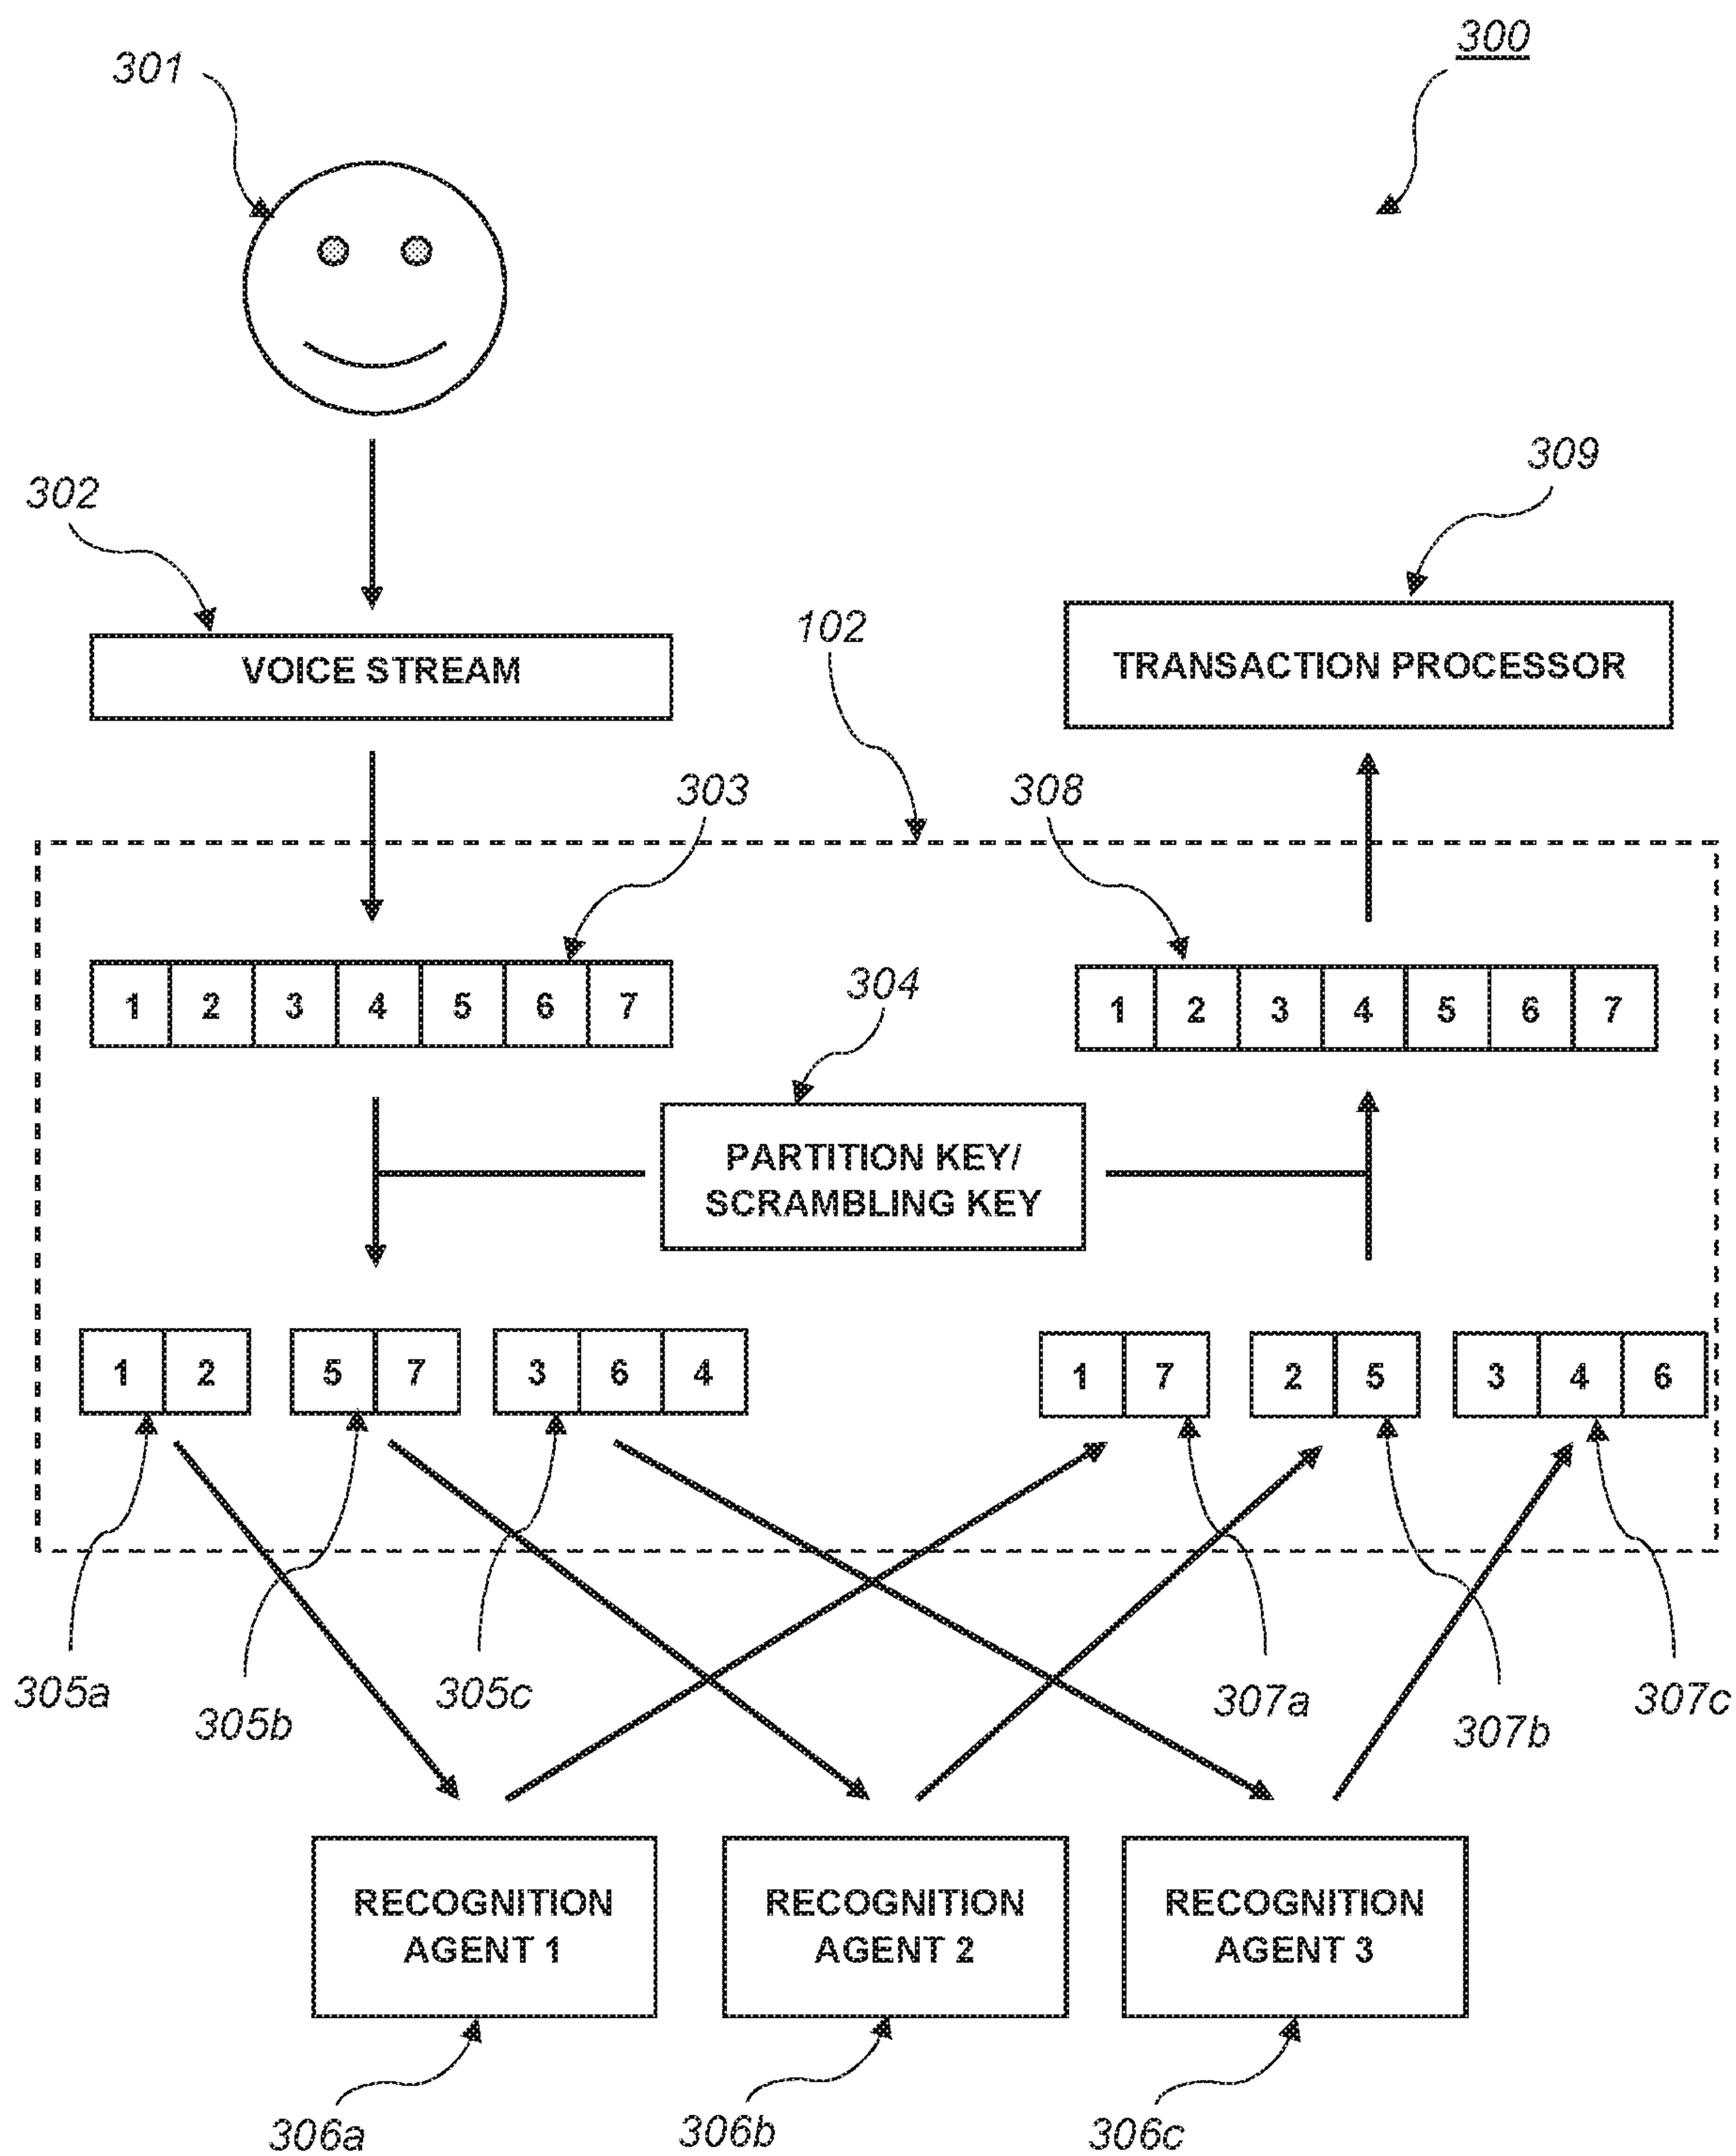 300
301
309
302
VOICE STREAM
102
TRANSACTION PROCESSOR
303
308
1 2 3 4 5 6 7
304
1 2 3 4 5 6 7
PARTITION KEY/
SCRAMBLING KEY
1 2
5 7
3 6 4
1 7
2 5
3 4 6
305a
305b
305c
307a
307b
307c
RECOGNITION
AGENT 1
RECOGNITION
AGENT 2
RECOGNITION
AGENT 3
306a
306b
306c